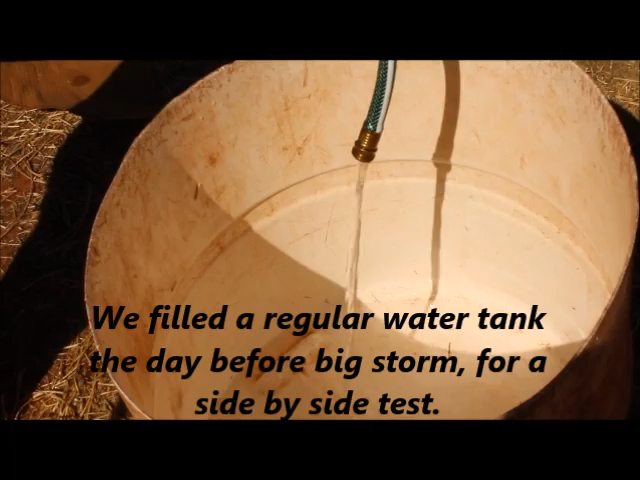 We filled a regular water tank
the day before big storm, for a
side by side test.